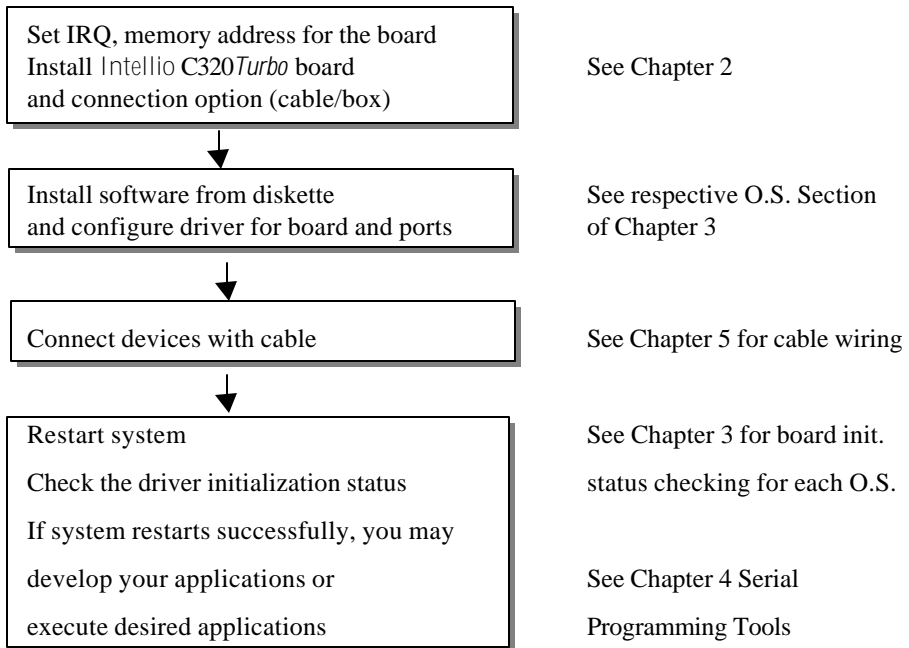 Set IRQ, memory address for the board
Install Intellio C320Turbo board
and connection option (cable/box)
See Chapter 2
Install software from diskette
and configure driver for board and ports
See respective O.S. Section
of Chapter 3
Connect devices with cable
See Chapter 5 for cable wiring
Restart system
See Chapter 3 for board init.
Check the driver initialization status
status checking for each O.S.
If system restarts successfully, you may
develop your applications or
See Chapter 4 Serial
execute desired applications
Programming Tools